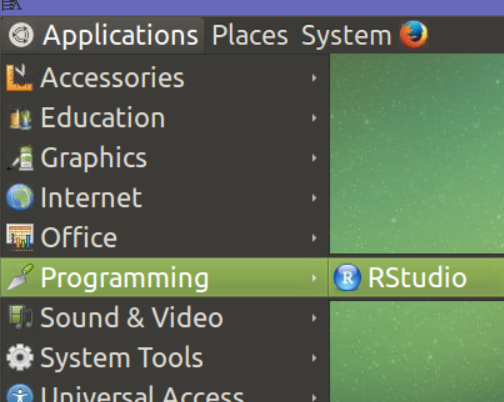 Applications Places System
Accessories
Education
Graphics
Internet
Office
Programming
R RStudio
Sound & Video
System Tools
Universal Access